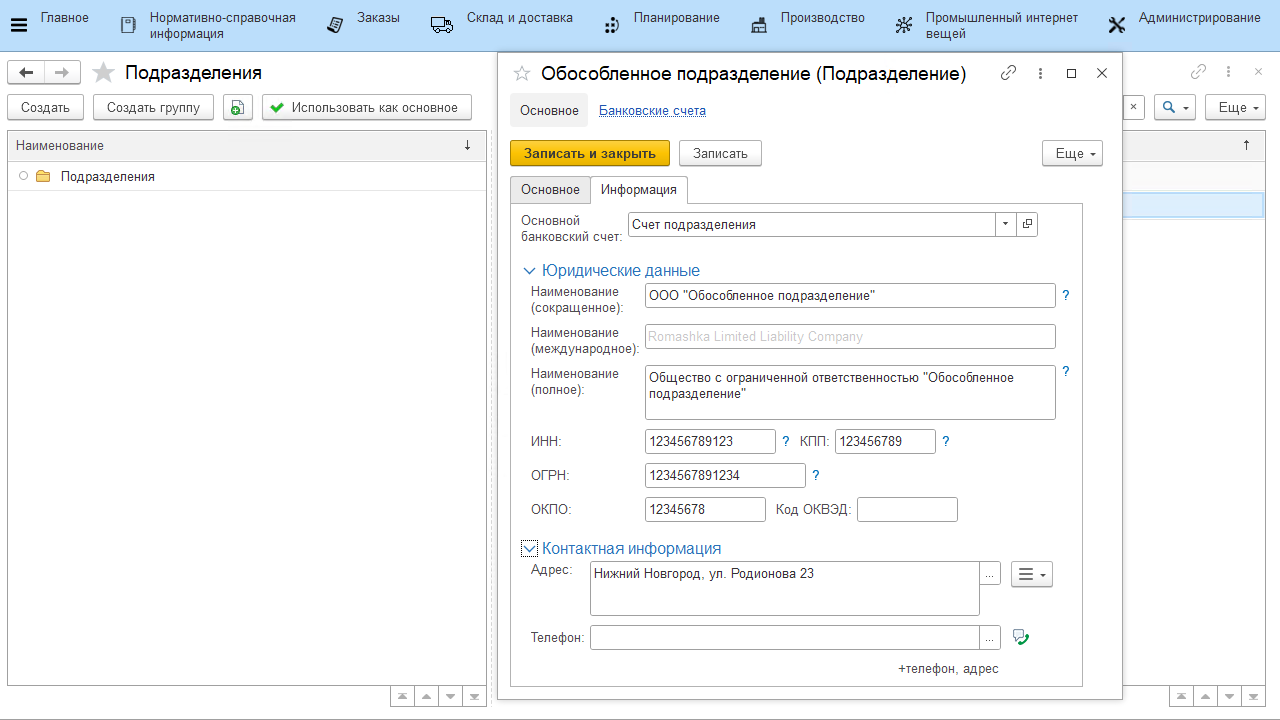 Главное
Нормативно-справочная
информация
Заказы
Склад и доставка
Планирование
Производство
Промышленный интернет
вещей
Администрирование
Подразделения
Создать
Создать группу
Использовать как основное
Наименование
Подразделения
Обособленное подразделение (Подразделение)
Основное
Банковские счета
Записать и закрыть
Записать
Еще
Основное
Информация
Основной
банковский счет:
Счет подразделения
Юридические данные
Наименование
(сокращенное):
ООО "Обособленное подразделение"
?
Наименование
(международное):
Romashka Limited Liability Company
Наименование
(полное):
Общество с ограниченной ответственностью "Обособленное
подразделение"
?
ИНН:
123456789123
?
КПП:
123456789
?
ОГРН:
1234567891234
?
ОКПО:
12345678
Код ОКВЭД:
Контактная информация
Адрес:
Нижний Новгород, ул. Родионова 23
...
Телефон:
...
+телефон, адрес
Еще